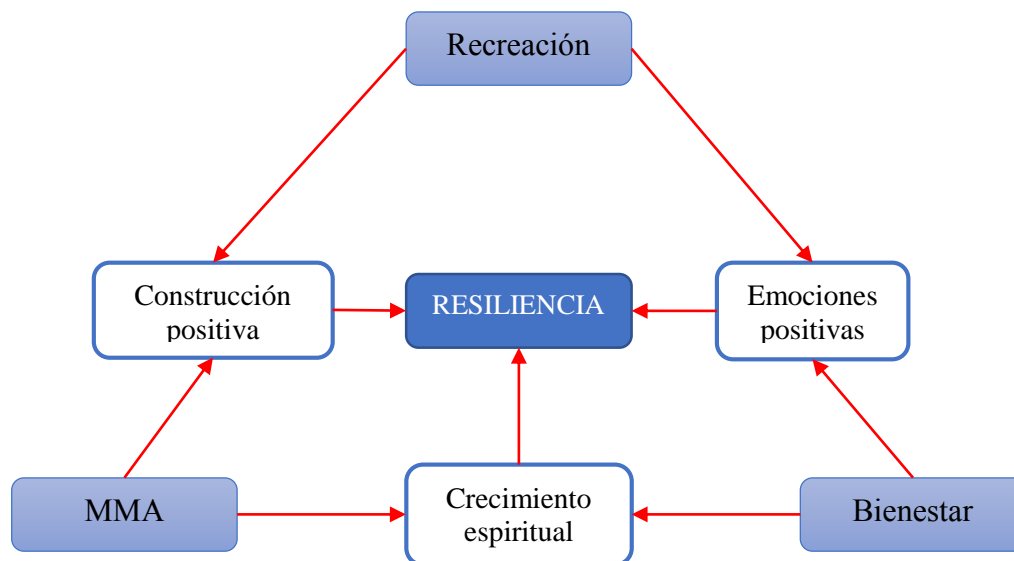 Recreación
Construcción
positiva
RESILIENCIA
Emociones
positivas
MMA
Crecimiento
espiritual
Bienestar